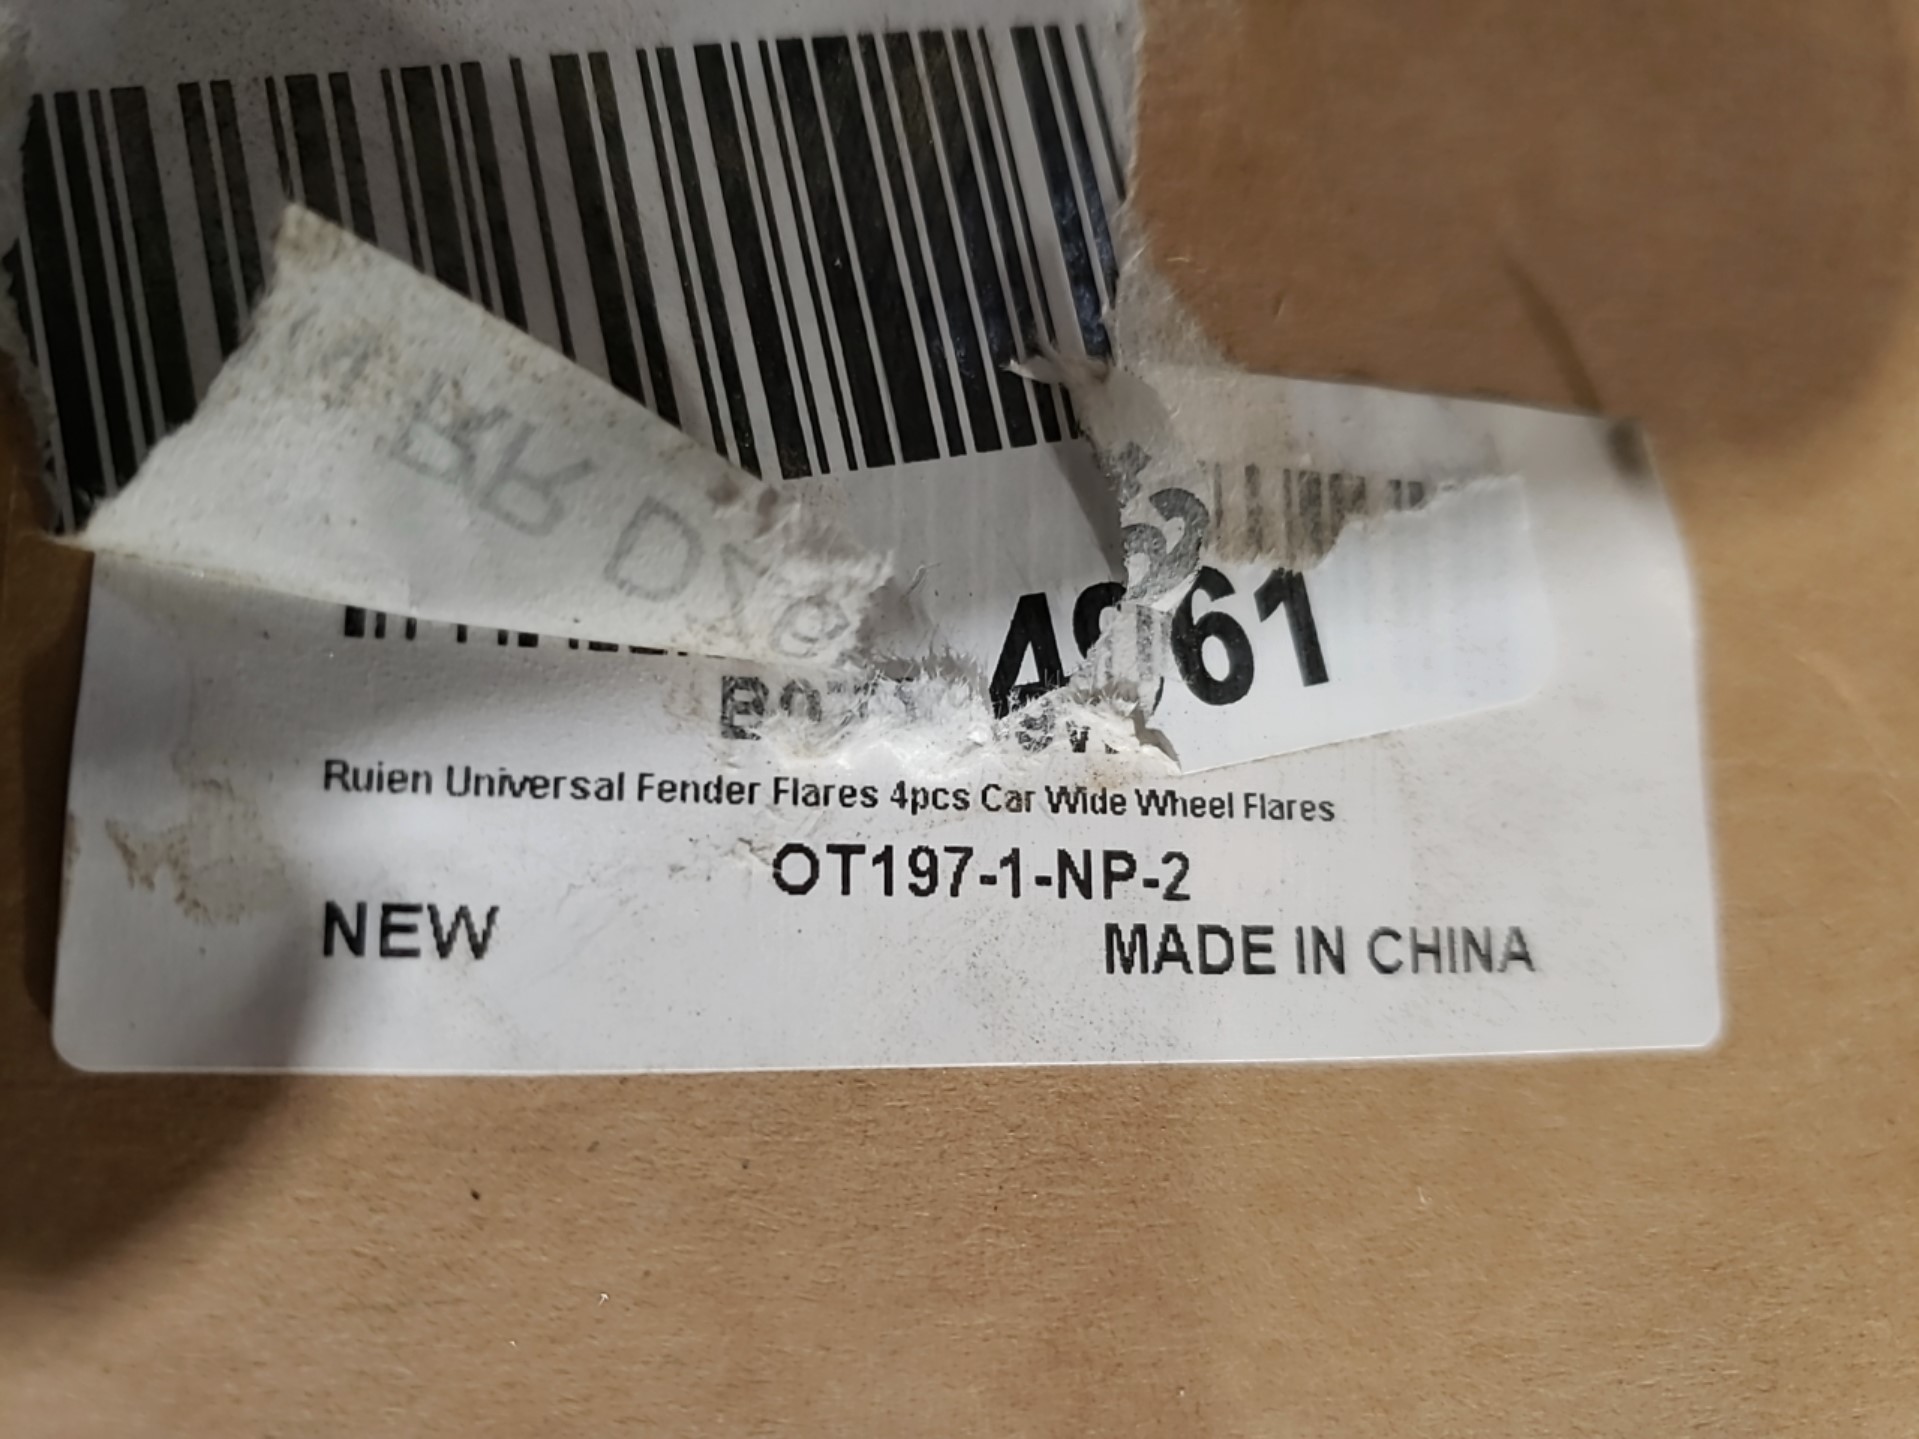 61
Ruien Universal Fender Flares 4pcs Car Wide Wheel Flares
OT197-1-NP-2
NEW
MADE IN CHINA